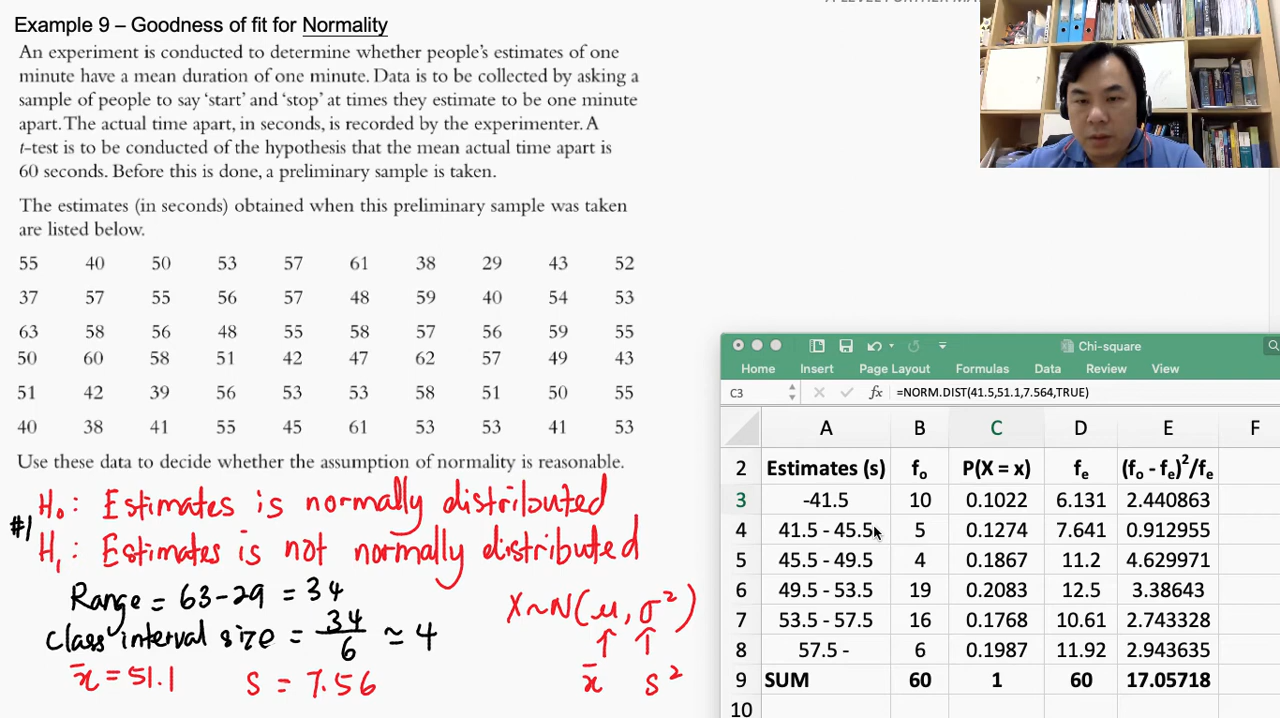 Example 9 – Goodness of fit for Normality
An experiment is conducted to determine whether people's estimates of one
minute have a mean duration of one minute. Data is to be collected by asking a
sample of people to say 'start' and 'stop' at times they estimate to be one minute
apart. The actual time apart, in seconds, is recorded by the experimenter. A
t-test is to be conducted of the hypothesis that the mean actual time apart is
60 seconds. Before this is done, a preliminary sample is taken.
The estimates (in seconds) obtained when this preliminary sample was taken
are listed below.
55 40 50 53 57 61 38 29 43 52
37 57 55 56 57 48 59 40 54 53
63 58 56 48 55 58 57 56 59 55
50 60 58 51 42 47 62 57 49 43
51 42 39 56 53 53 58 51 50 55
40 38 41 55 45 61 53 53 41 53
Use these data to decide whether the assumption of normality is reasonable.
#1
H₀: Estimates is normally distributed
H₁: Estimates is not normally distributed
Range = 63-29 = 34
class interval size = 34/6 ≃ 4
x̄ = 51.1 s = 7.56
X~N(μ, σ²)
↑ ↑
x̄ s²
Chi-square
Home Insert Page Layout Formulas Data Review View
C3 fx =NORM.DIST(41.5,51.1,7.564,TRUE)
A B C D E F
2 Estimates (s) fₒ P(X = x) fₑ (fₒ - fₑ)²/fₑ
3 -41.5 10 0.1022 6.131 2.440863
4 41.5 - 45.5 5 0.1274 7.641 0.912955
5 45.5 - 49.5 4 0.1867 11.2 4.629971
6 49.5 - 53.5 19 0.2083 12.5 3.38643
7 53.5 - 57.5 16 0.1768 10.61 2.743328
8 57.5 - 6 0.1987 11.92 2.943635
9 SUM 60 1 60 17.05718
10